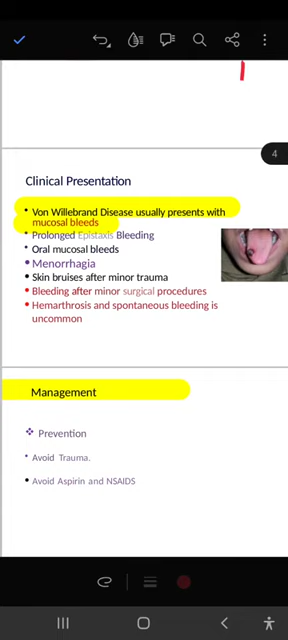 4
Clinical Presentation
• Von Willebrand Disease usually presents with
mucosal bleeds
• Prolonged Epistaxis Bleeding
• Oral mucosal bleeds
• Menorrhagia
• Skin bruises after minor trauma
• Bleeding after minor surgical procedures
• Hemarthrosis and spontaneous bleeding is
uncommon
Management
❖ Prevention
• Avoid Trauma.
• Avoid Aspirin and NSAIDS